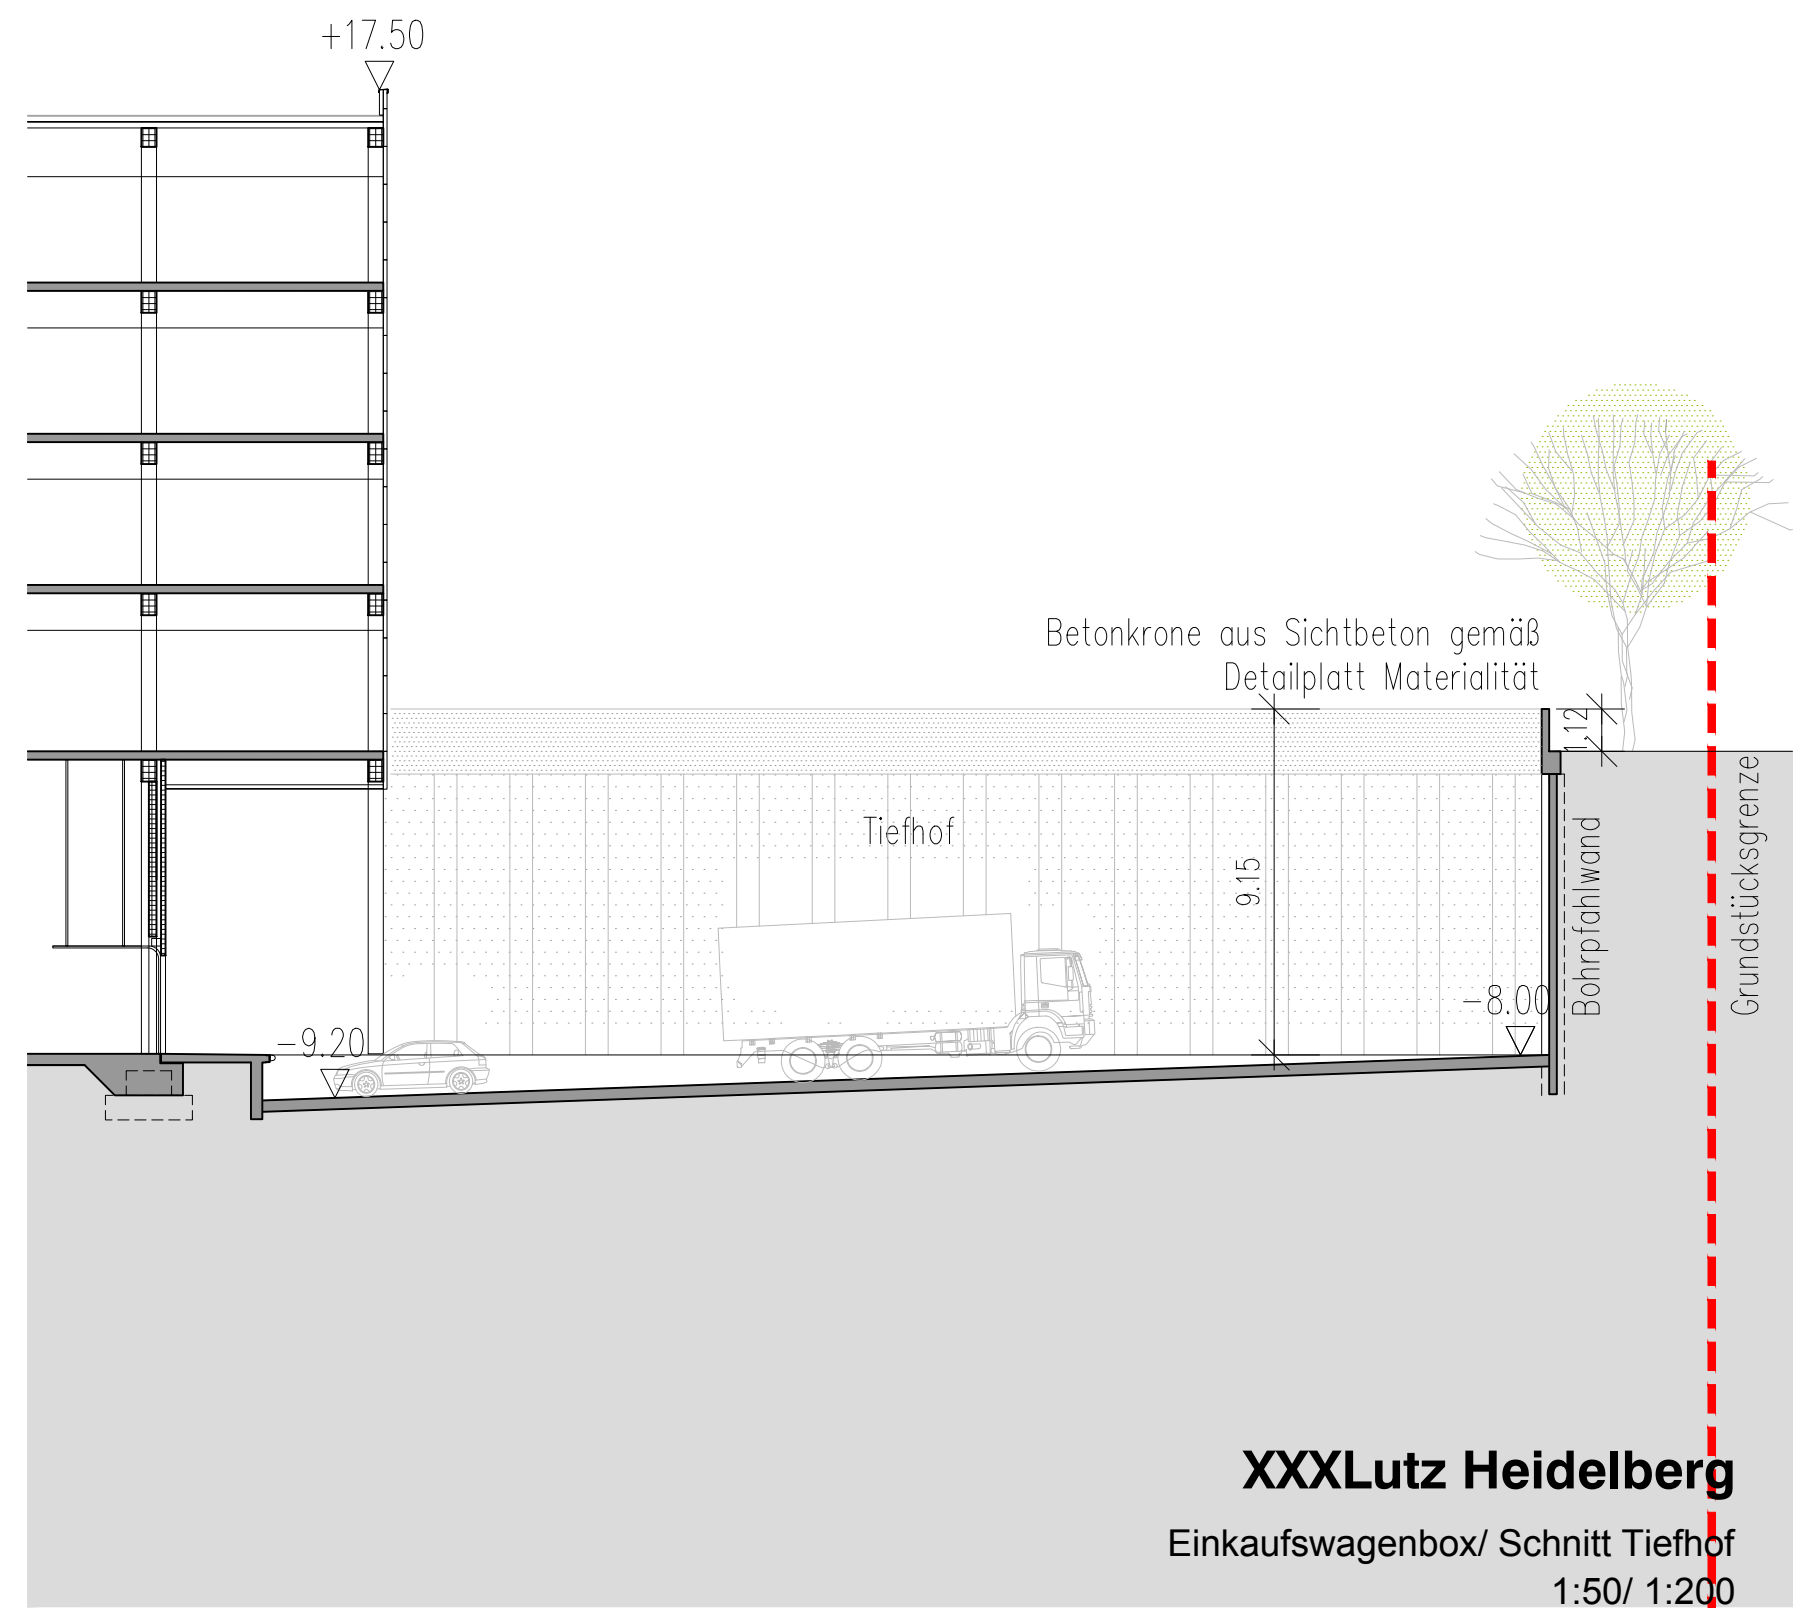 +17.50
Betonkrone aus Sichtbeton gemäß
Detailplatt Materialität
1,12
Tiefhof
9.15
Bohrpfahlwand
Grundstücksgrenze
-8.00
-9.20
XXXLutz Heidelberg
Einkaufswagenbox/ Schnitt Tiefhof
1:50/ 1:200